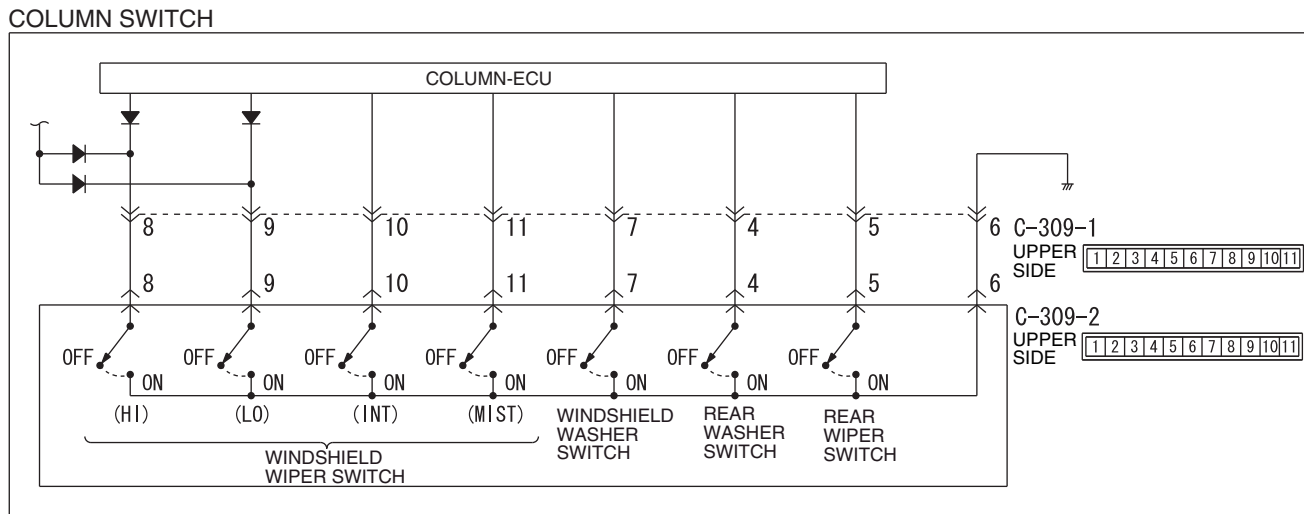 COLUMN SWITCH
COLUMN-ECU
8 9 10 11 7 4 5 6 C-309-1
UPPER SIDE 1 2 3 4 5 6 7 8 9 10 11
8 9 10 11 7 4 5 6
C-309-2
UPPER SIDE 1 2 3 4 5 6 7 8 9 10 11
OFF OFF OFF OFF OFF OFF OFF
ON ON ON ON ON ON ON
(HI) (LO) (INT) (MIST)
WINDSHIELD
WASHER
SWITCH
REAR
WASHER
SWITCH
REAR
WIPER
SWITCH
WINDSHIELD
WIPER SWITCH